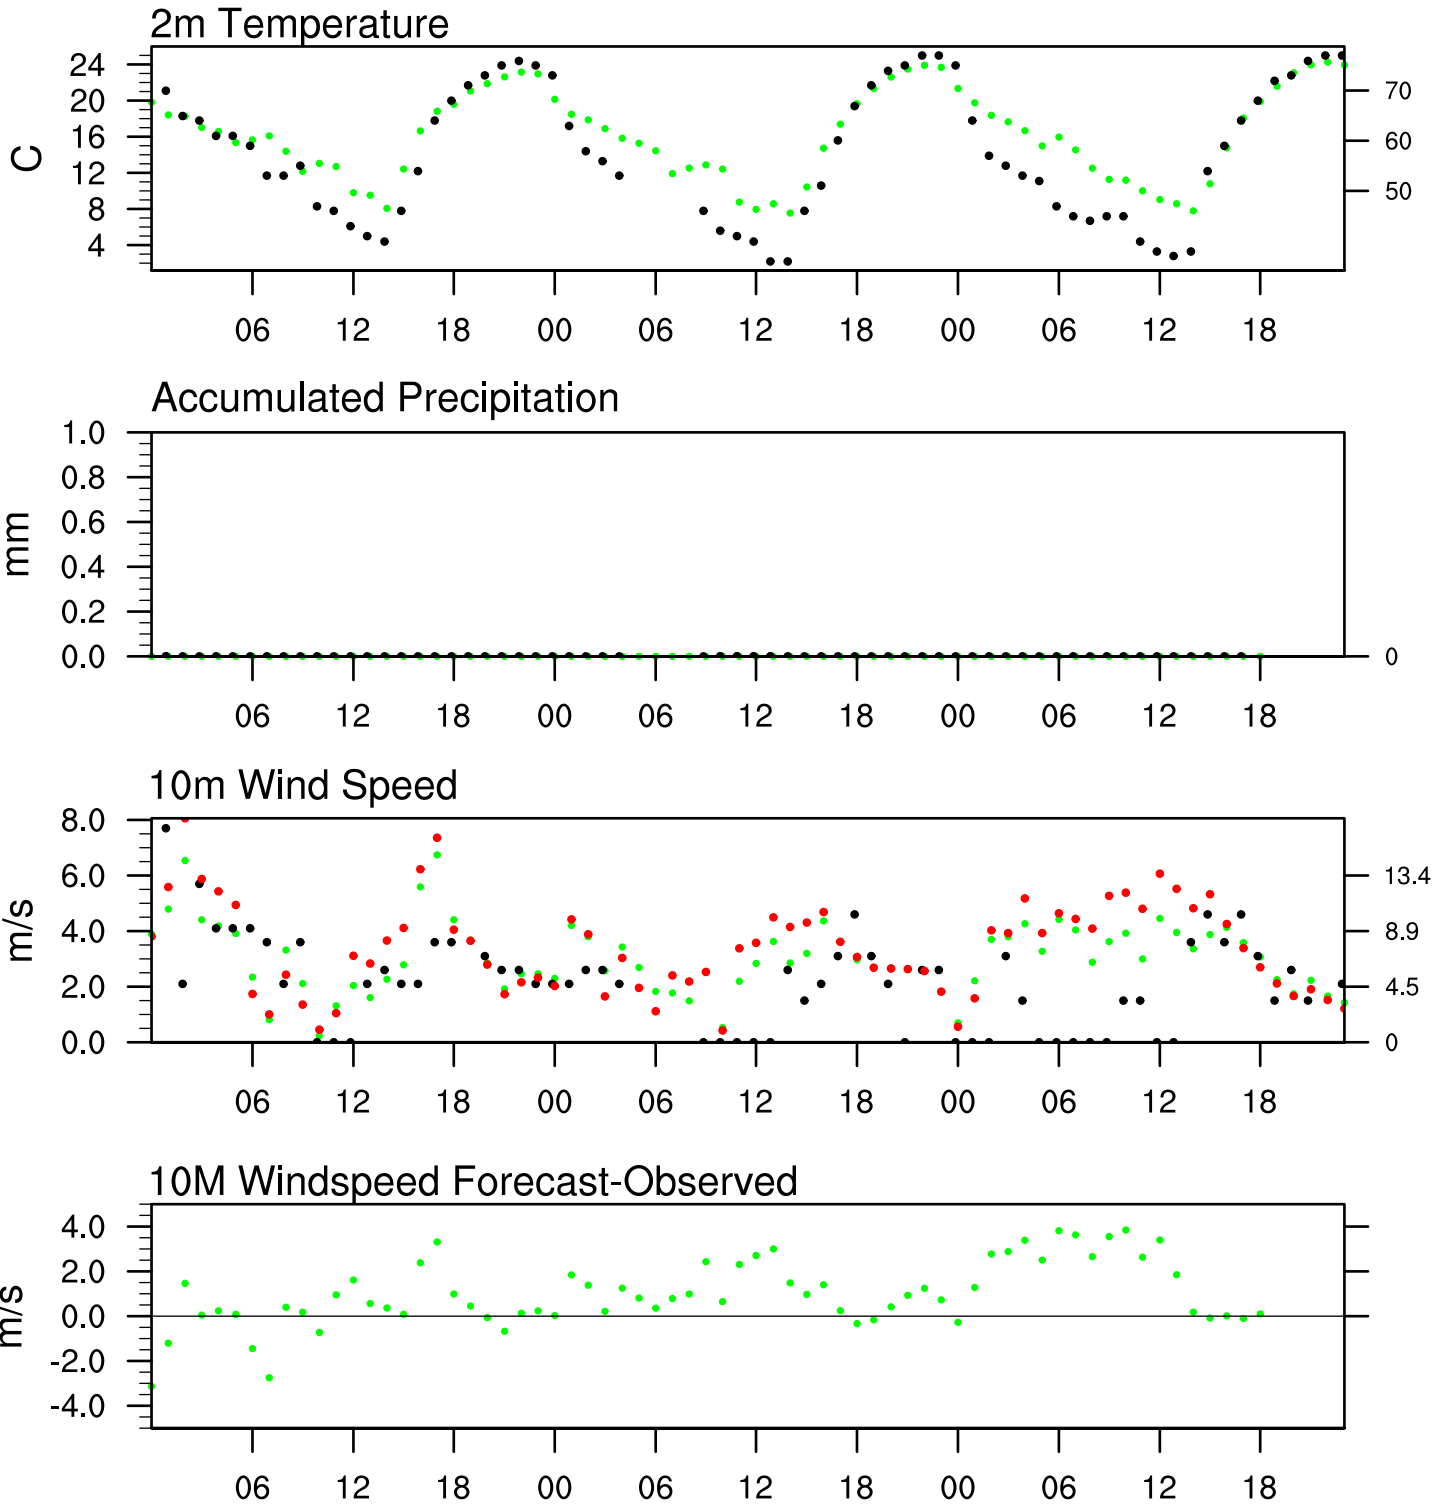 2m Temperature
24
20
16
12
8
4
C
70
60
50
06 12 18 00 06 12 18 00 06 12 18
Accumulated Precipitation
1.0
0.8
0.6
0.4
0.2
0.0
mm
0
06 12 18 00 06 12 18 00 06 12 18
10m Wind Speed
8.0
6.0
4.0
2.0
0.0
m/s
13.4
8.9
4.5
0
06 12 18 00 06 12 18 00 06 12 18
10M Windspeed Forecast-Observed
4.0
2.0
0.0
-2.0
-4.0
m/s
06 12 18 00 06 12 18 00 06 12 18